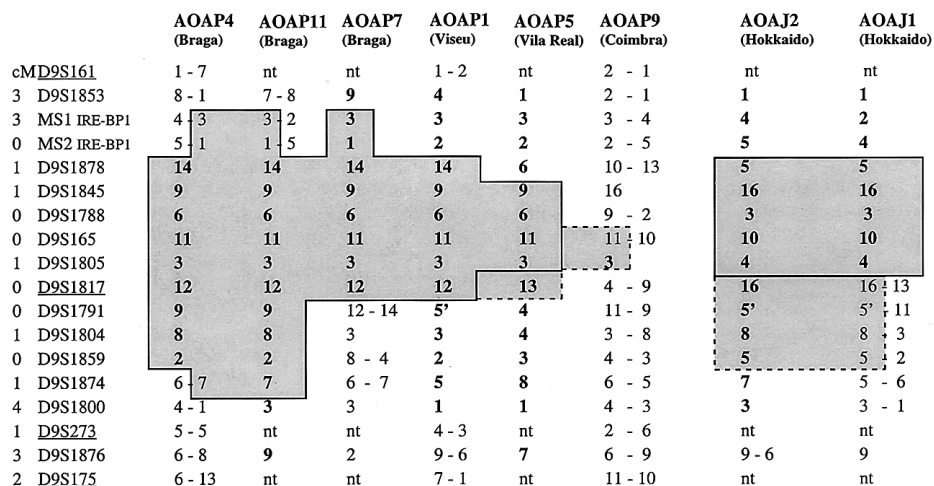 AOAP4 AOAP11 AOAP7 AOAP1 AOAP5 AOAP9 AOAJ2 AOAJ1
(Braga) (Braga) (Braga) (Viseu) (Vila Real) (Coimbra) (Hokkaido) (Hokkaido)
cM D9S161 1 - 7 nt nt 1 - 2 nt 2 - 1 nt nt
3 D9S1853 8 - 1 7 - 8 9 4 1 2 - 1 1 1
3 MS1 IRE-BP1 4 - 3 3 - 2 3 3 3 3 - 4 4 2
0 MS2 IRE-BP1 5 - 1 1 - 5 1 2 2 2 - 5 5 4
1 D9S1878 14 14 14 14 6 10 - 13 5 5
1 D9S1845 9 9 9 9 9 16 16 16
0 D9S1788 6 6 6 6 6 9 - 2 3 3
0 D9S165 11 11 11 11 11 11 - 10 10 10
1 D9S1805 3 3 3 3 3 3 4 4
0 D9S1817 12 12 12 12 13 4 - 9 16 16 - 13
0 D9S1791 9 9 12 - 14 5' 4 11 - 9 5' 5' - 11
1 D9S1804 8 8 3 3 4 3 - 8 8 8 - 3
0 D9S1859 2 2 8 - 4 2 3 4 - 3 5 5 - 2
1 D9S1874 6 - 7 7 6 - 7 5 8 6 - 5 7 5 - 6
4 D9S1800 4 - 1 3 3 1 1 4 - 3 3 3 - 1
1 D9S273 5 - 5 nt nt 4 - 3 nt 2 - 6 nt nt
3 D9S1876 6 - 8 9 2 9 - 6 7 6 - 9 9 - 6 9
2 D9S175 6 - 13 nt nt 7 - 1 nt 11 - 10 nt nt